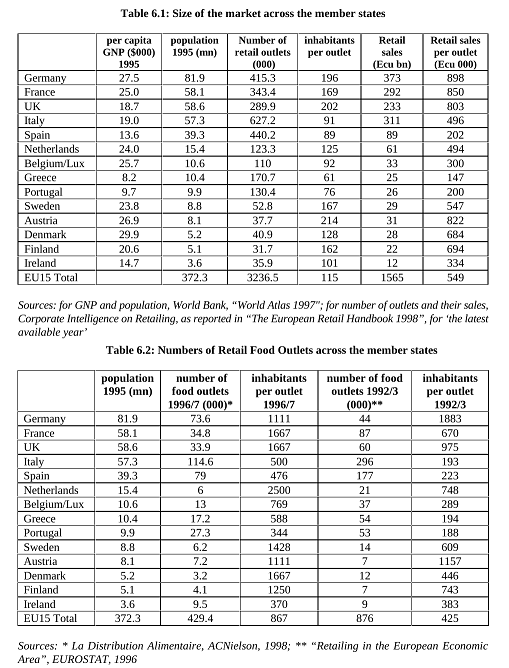 Table 6.1: Size of the market across the member states
per capita GNP ($000) 1995 | population 1995 (mn) | Number of retail outlets (000) | inhabitants per outlet | Retail sales (Ecu bn) | Retail sales per outlet (Ecu 000)
Germany 27.5 81.9 415.3 196 373 898
France 25.0 58.1 343.4 169 292 850
UK 18.7 58.6 289.9 202 233 803
Italy 19.0 57.3 627.2 91 311 496
Spain 13.6 39.3 440.2 89 89 202
Netherlands 24.0 15.4 123.3 125 61 494
Belgium/Lux 25.7 10.6 110 92 33 300
Greece 8.2 10.4 170.7 61 25 147
Portugal 9.7 9.9 130.4 76 26 200
Sweden 23.8 8.8 52.8 167 29 547
Austria 26.9 8.1 37.7 214 31 822
Denmark 29.9 5.2 40.9 128 28 684
Finland 20.6 5.1 31.7 162 22 694
Ireland 14.7 3.6 35.9 101 12 334
EU15 Total 372.3 3236.5 115 1565 549
Sources: for GNP and population, World Bank, "World Atlas 1997"; for number of outlets and their sales,
Corporate Intelligence on Retailing, as reported in "The European Retail Handbook 1998", for 'the latest
available year'
Table 6.2: Numbers of Retail Food Outlets across the member states
population 1995 (mn) | number of food outlets 1996/7 (000)* | inhabitants per outlet 1996/7 | number of food outlets 1992/3 (000)** | inhabitants per outlet 1992/3
Germany 81.9 73.6 1111 44 1883
France 58.1 34.8 1667 87 670
UK 58.6 33.9 1667 60 975
Italy 57.3 114.6 500 296 193
Spain 39.3 79 476 177 223
Netherlands 15.4 6 2500 21 748
Belgium/Lux 10.6 13 769 37 289
Greece 10.4 17.2 588 54 194
Portugal 9.9 27.3 344 53 188
Sweden 8.8 6.2 1428 14 609
Austria 8.1 7.2 1111 7 1157
Denmark 5.2 3.2 1667 12 446
Finland 5.1 4.1 1250 7 743
Ireland 3.6 9.5 370 9 383
EU15 Total 372.3 429.4 867 876 425
Sources: * La Distribution Alimentaire, ACNielson, 1998; ** "Retailing in the European Economic
Area", EUROSTAT, 1996